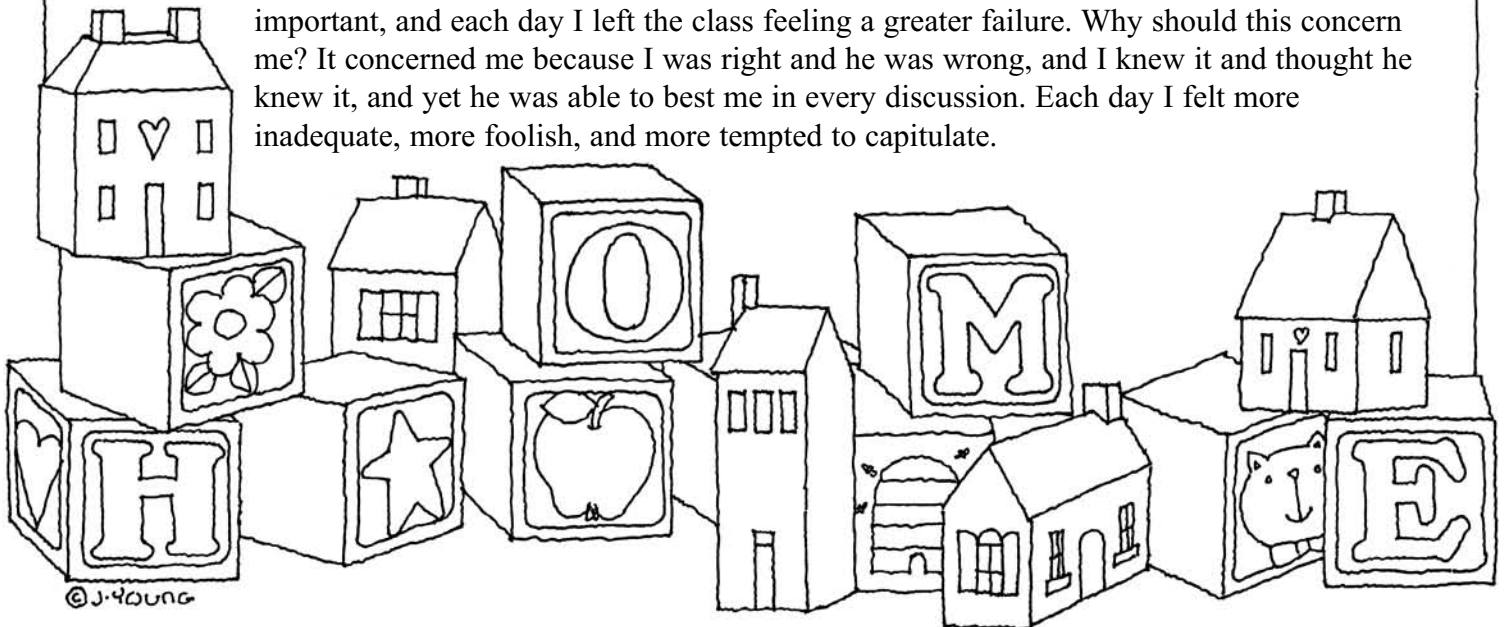 important, and each day I left the class feeling a greater failure. Why should this concern
me? It concerned me because I was right and he was wrong, and I knew it and thought he
knew it, and yet he was able to best me in every discussion. Each day I felt more
inadequate, more foolish, and more tempted to capitulate.
H O M E
© J. YOUNG